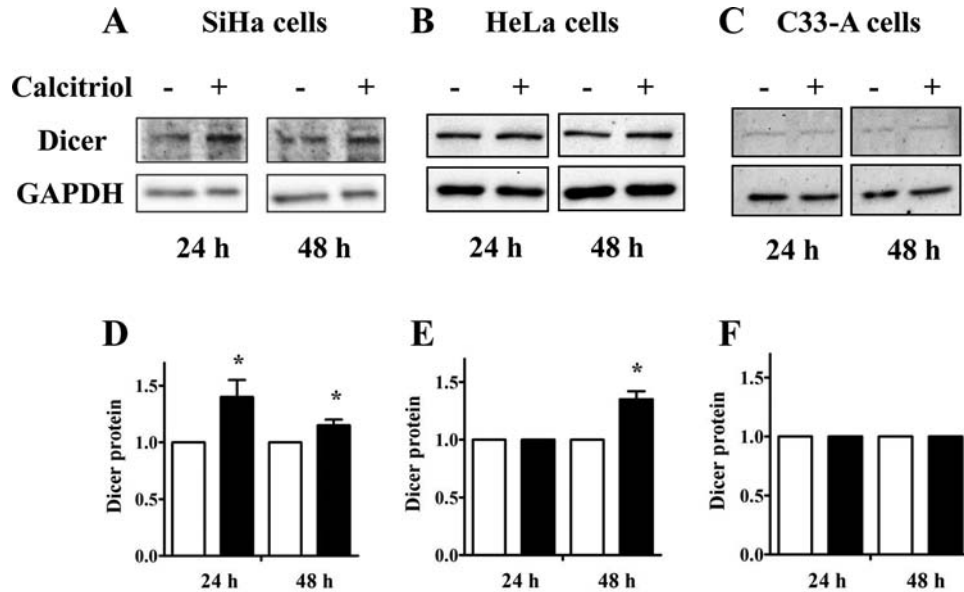 A SiHa cells B HeLa cells C C33-A cells
Calcitriol - + - + - + - + - + - +
Dicer
GAPDH
24 h 48 h 24 h 48 h 24 h 48 h
D E F
* * *
Dicer protein Dicer protein Dicer protein
1.5 1.5 1.5
1.0 1.0 1.0
0.5 0.5 0.5
0.0 0.0 0.0
24 h 48 h 24 h 48 h 24 h 48 h